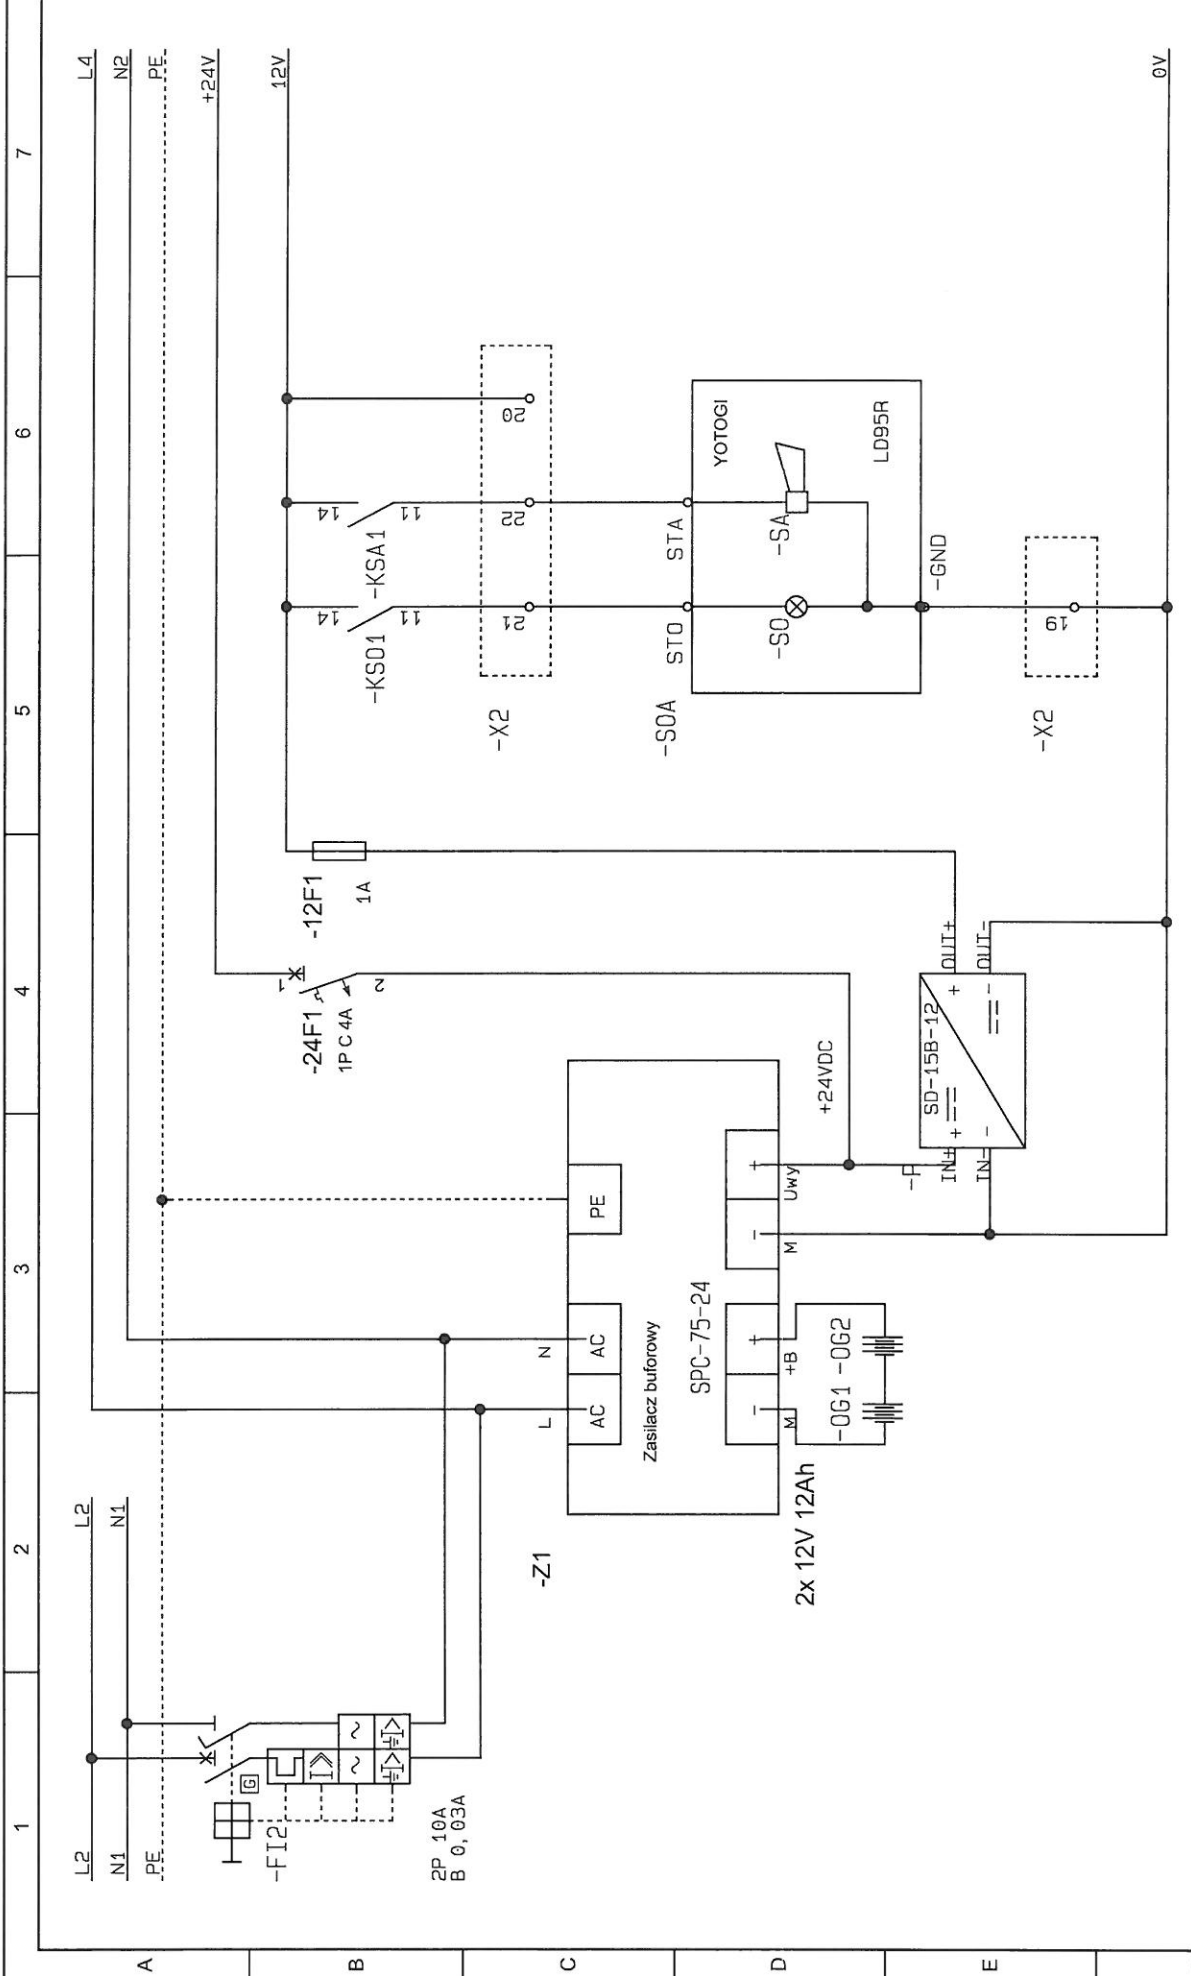 1
2
3
4
5
6
7
A
B
C
D
E
L2
N1
PE
L2
N1
L4
N2
PE
+24V
12V
0V
-FI2
G
2P 10A
B 0,03A
-Z1
L
N
AC
AC
PE
Zasilacz buforowy
SPC-75-24
-
+
-
+
M
+B
M
Uwy
+24VDC
2x 12V 12Ah
-OG1
-OG2
-24F1
1P C 4A
1
2
-12F1
1A
SD-15B-12
IN+
IN-
OUT+
OUT-
+
-
+
-
-KSO1
14
11
-KSA1
14
11
-X2
21
22
20
-SOA
STO
STA
YOTOGI
LD95R
-SO
-SA
-GND
-X2
19